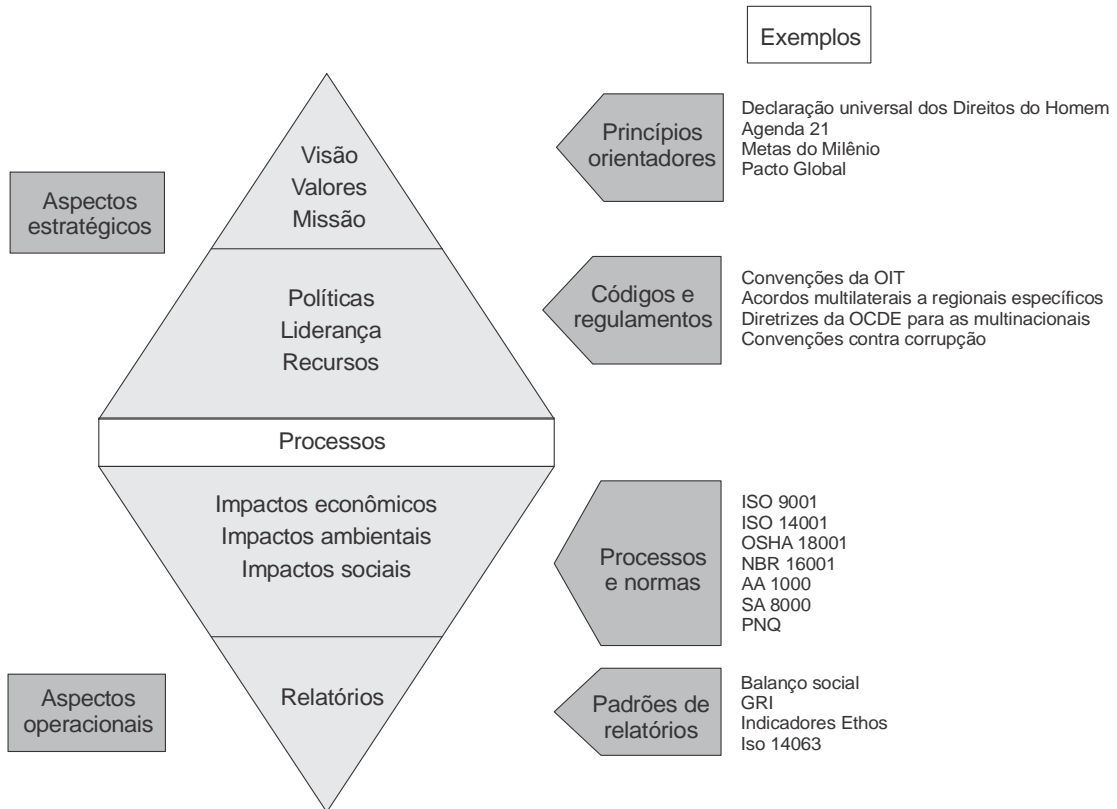 Exemplos
Aspectos
estratégicos
Visão
Valores
Missão
Princípios
orientadores
Declaração universal dos Direitos do Homem
Agenda 21
Metas do Milênio
Pacto Global
Políticas
Liderança
Recursos
Códigos e
regulamentos
Convenções da OIT
Acordos multilaterais a regionais específicos
Diretrizes da OCDE para as multinacionais
Convenções contra corrupção
Processos
Impactos econômicos
Impactos ambientais
Impactos sociais
Processos
e normas
ISO 9001
ISO 14001
OSHA 18001
NBR 16001
AA 1000
SA 8000
PNQ
Aspectos
operacionais
Relatórios
Padrões de
relatórios
Balanço social
GRI
Indicadores Ethos
Iso 14063